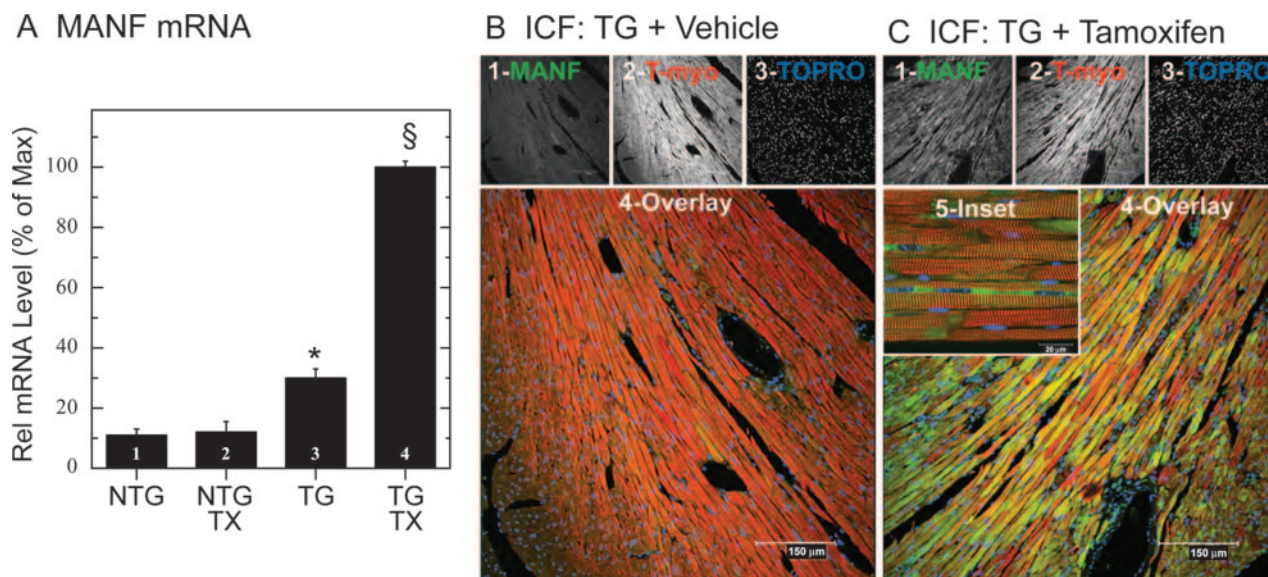 A MANF mRNA
Rel mRNA Level (% of Max)
100
80
60
40
20
0
*
§
1
2
3
4
NTG
NTG TX
TG
TG TX
B ICF: TG + Vehicle
1-MANF
2-T-myo
3-TOPRO
4-Overlay
150 µm
C ICF: TG + Tamoxifen
1-MANF
2-T-myo
3-TOPRO
5-Inset
4-Overlay
20 µm
150 µm